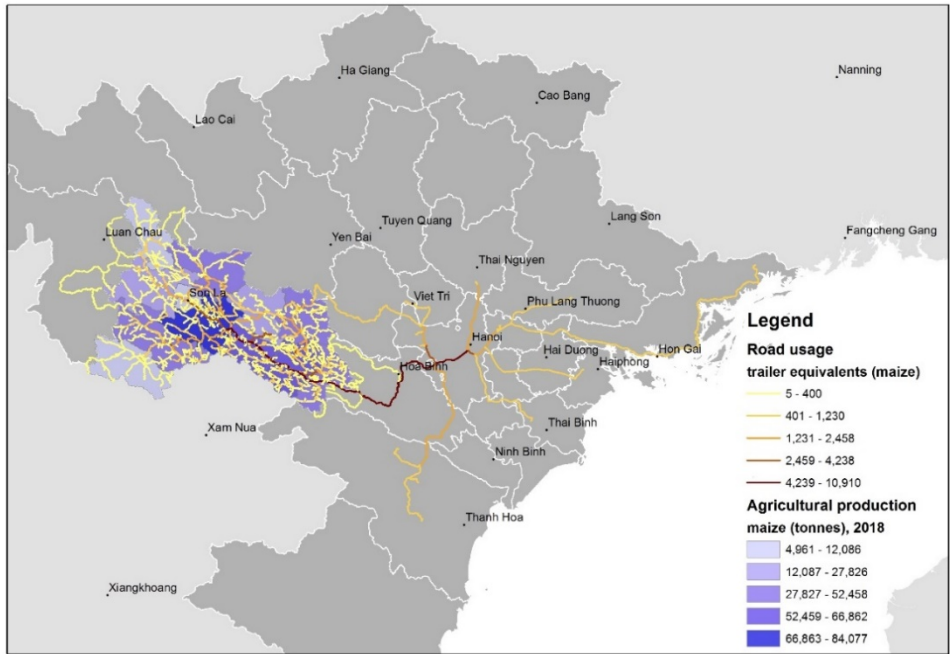 Ha Giang
Nanning
Cao Bang
Lao Cai
Tuyen Quang
Lang Son
Luan Chau
Yen Bai
Fangcheng Gang
Thai Nguyen
Son La
Viet Tri
Phu Lang Thuong
Hanoi
Hai Duong
Hon Gai
Hoa Binh
Haiphong
Xam Nua
Thai Binh
Ninh Binh
Thanh Hoa
Xiangkhoang
Legend
Road usage
trailer equivalents (maize)
5 - 400
401 - 1,230
1,231 - 2,458
2,459 - 4,238
4,239 - 10,910
Agricultural production
maize (tonnes), 2018
4,961 - 12,086
12,087 - 27,826
27,827 - 52,458
52,459 - 66,862
66,863 - 84,077